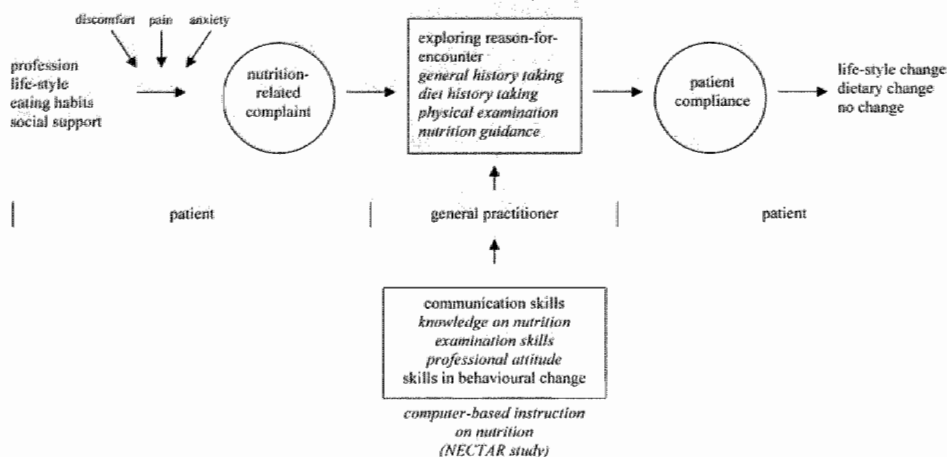 discomfort pain anxiety
profession
life-style
eating habits
social support
nutrition-
related
complaint
exploring reason-for-
encounter
general history taking
diet history taking
physical examination
nutrition guidance
patient
compliance
life-style change
dietary change
no change
patient
general practitioner
patient
communication skills
knowledge on nutrition
examination skills
professional attitude
skills in behavioural change
computer-based instruction
on nutrition
(NECTAR study)